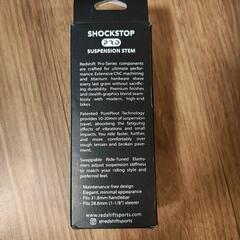 SHOCKSTOP
PRO
SUSPENSION STEM
Redshift Pro-Series components
are crafted for ultimate perfor-
mance. Extensive CNC machining
and titanium hardware shave
every last gram without sacrific-
ing durability. Premium finishes
and stealth graphics blend seam-
lessly with modern, high-end
bikes.
Patented PurePivot Technology
provides 10-20mm of suspension
travel, absorbing the fatiguing
effects of vibrations and small
impacts. You ride faster, further,
and more comfortably over
rough terrain and broken pave-
ment.
Swappable Ride-Tuned Elasto-
mers adjust suspension stiffness
to match your riding style and
preferred feel.
- Maintenance-free design
- Elegant, minimal appearance
- Fits 31.8mm handlebar
- Fits 28.6mm (1-1/8") steerer
www.redshiftsports.com
@redshiftsports